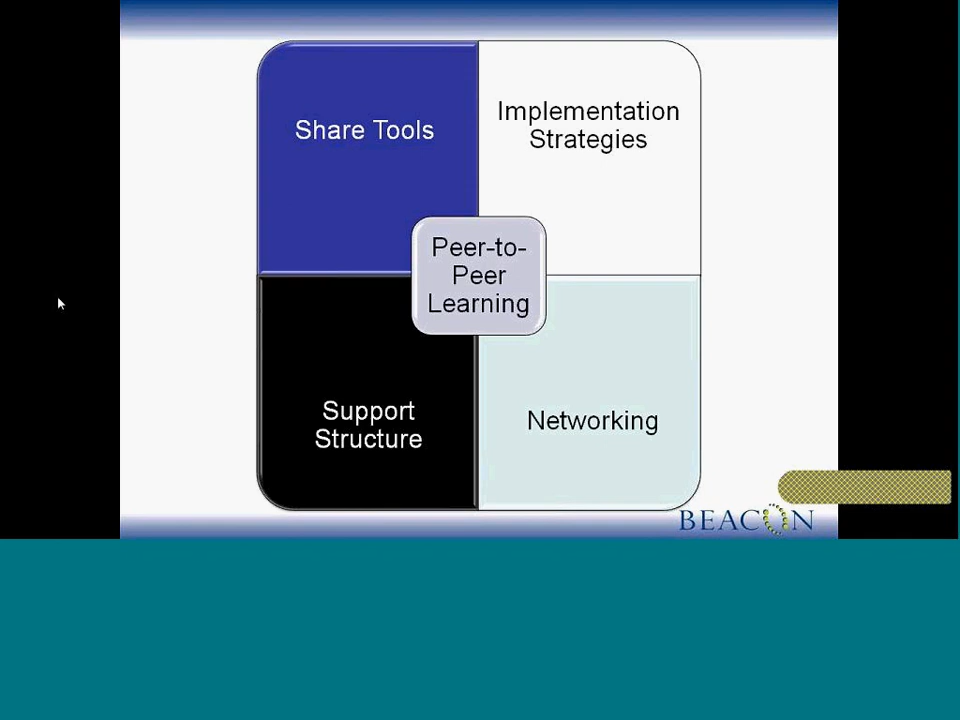 Share Tools
Implementation
Strategies
Peer-to-
Peer
Learning
Support
Structure
Networking
BEACON